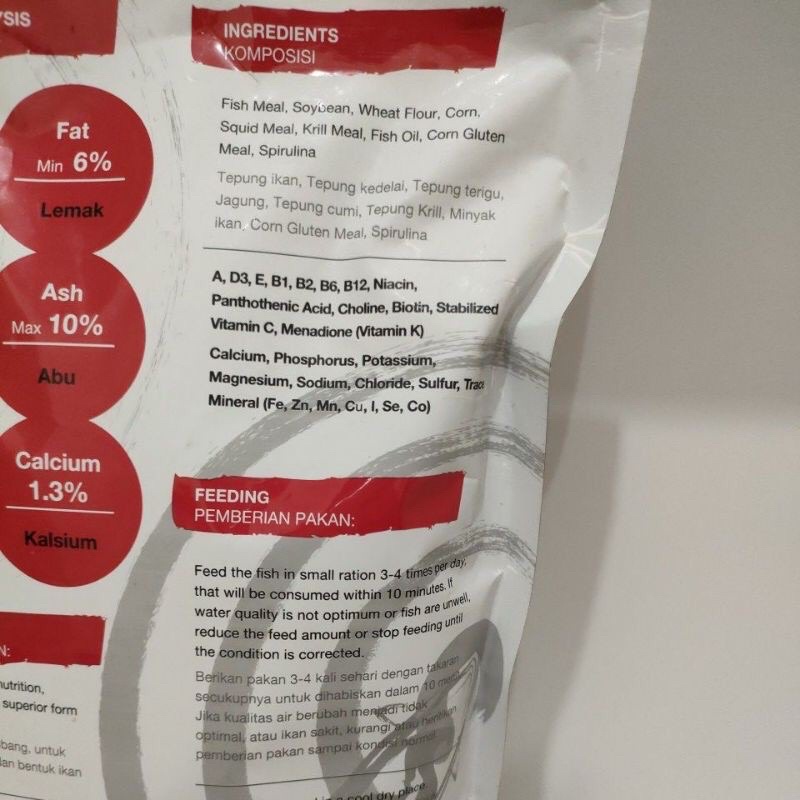 YSIS
Fat
Min 6%
Lemak
Ash
Max 10%
Abu
Calcium
1.3%
Kalsium
N:
nutrition,
superior form
bang, untuk
dan bentuk ikan
INGREDIENTS
KOMPOSISI
Fish Meal, Soybean, Wheat Flour, Corn,
Squid Meal, Krill Meal, Fish Oil, Corn Gluten
Meal, Spirulina
Tepung ikan, Tepung kedelai, Tepung terigu,
Jagung, Tepung cumi, Tepung Krill, Minyak
ikan, Corn Gluten Meal, Spirulina
A, D3, E, B1, B2, B6, B12, Niacin,
Panthothenic Acid, Choline, Biotin, Stabilized
Vitamin C, Menadione (Vitamin K)
Calcium, Phosphorus, Potassium,
Magnesium, Sodium, Chloride, Sulfur, Trace
Mineral (Fe, Zn, Mn, Cu, I, Se, Co)
FEEDING
PEMBERIAN PAKAN:
Feed the fish in small ration 3-4 times per day,
that will be consumed within 10 minutes. If
water quality is not optimum or fish are unwell,
reduce the feed amount or stop feeding until
the condition is corrected.
Berikan pakan 3-4 kali sehari dengan takaran
secukupnya untuk dihabiskan dalam 10 menit.
Jika kualitas air berubah menjadi tidak
optimal, atau ikan sakit, kurangi atau hentikan
pemberian pakan sampai kondisi normal.
cool dry place.